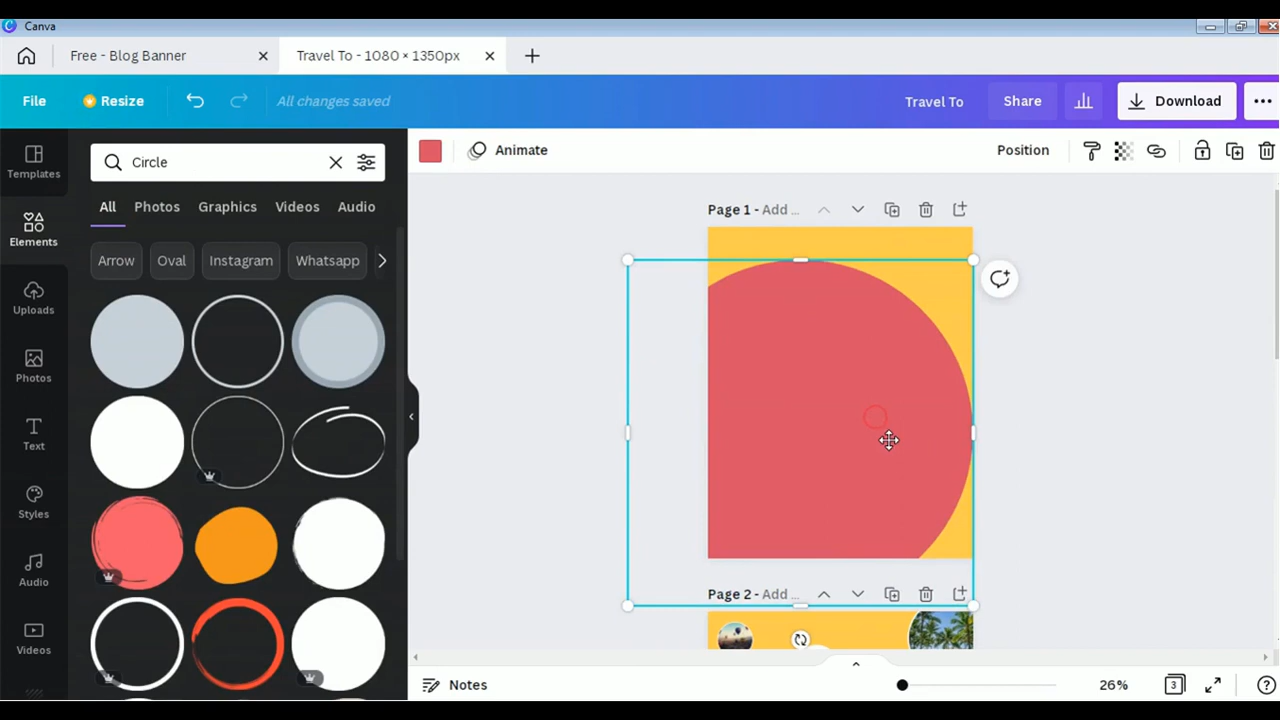 Canva
Free - Blog Banner
Travel To - 1080 × 1350px
File
Resize
All changes saved
Travel To
Share
Download
Templates
Elements
Uploads
Photos
Text
Styles
Audio
Videos
Circle
All
Photos
Graphics
Videos
Audio
Arrow
Oval
Instagram
Whatsapp
Animate
Position
Page 1 - Add ...
Page 2 - Add ...
Notes
26%
3
?